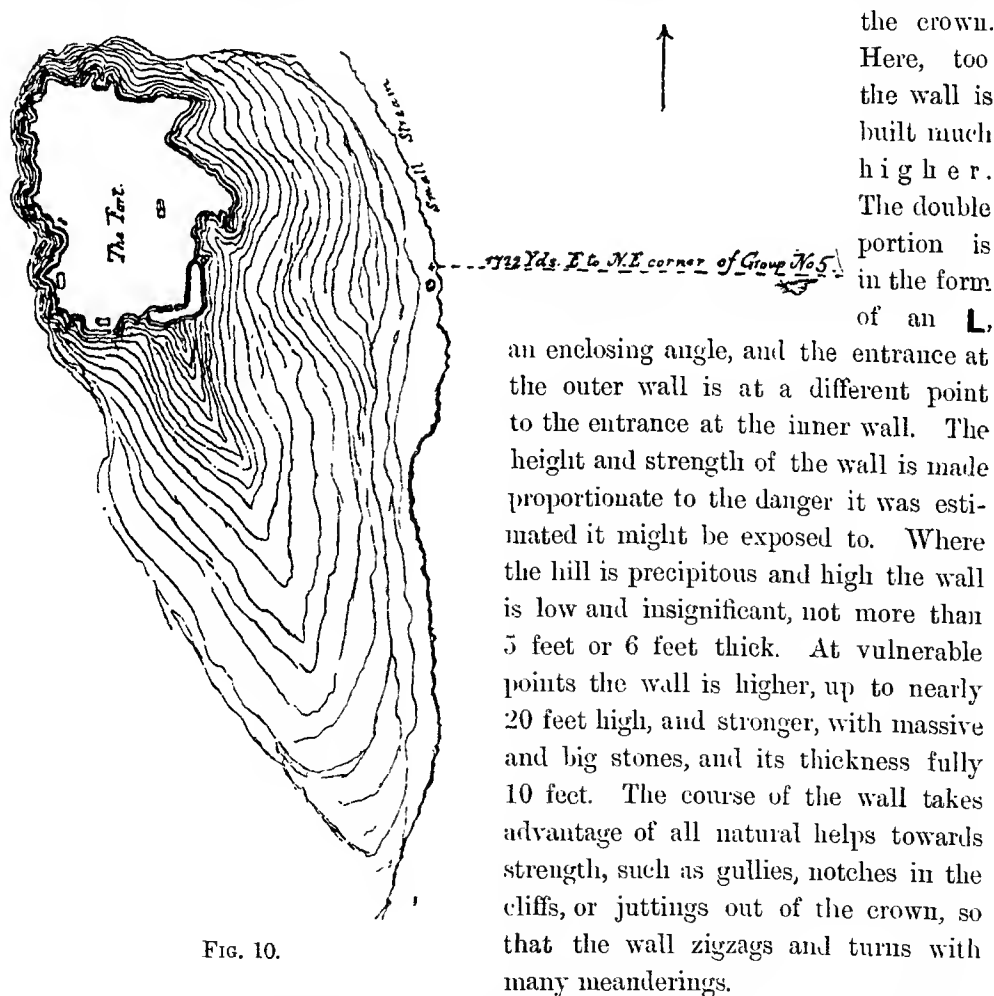 the crown.
Here, too
the wall is
built much
higher.
The double
portion is
in the form
of an L,
an enclosing angle, and the entrance at
the outer wall is at a different point
to the entrance at the inner wall. The
height and strength of the wall is made
proportionate to the danger it was esti-
mated it might be exposed to. Where
the hill is precipitous and high the wall
is low and insignificant, not more than
5 feet or 6 feet thick. At vulnerable
points the wall is higher, up to nearly
20 feet high, and stronger, with massive
and big stones, and its thickness fully
10 feet. The course of the wall takes
advantage of all natural helps towards
strength, such as gullies, notches in the
cliffs, or juttings out of the crown, so
that the wall zigzags and turns with
many meanderings.
The Fort.
Small Stream
Yds. E to N.E corner of Group No 5
FIG. 10.